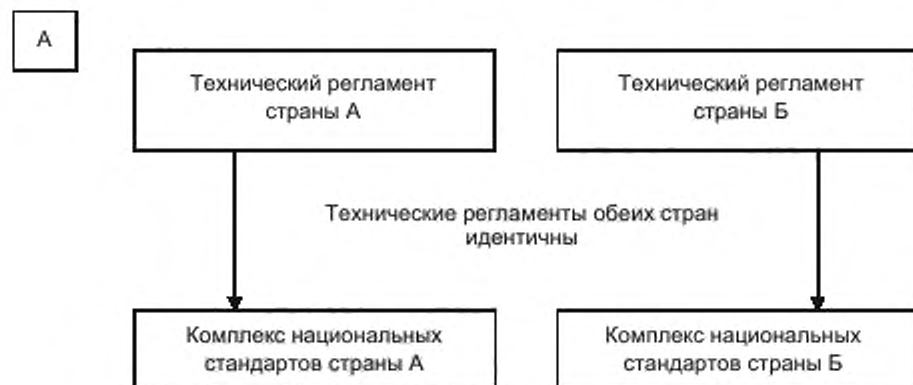 А
Технический регламент
страны А
Технический регламент
страны Б
Технические регламенты обеих стран
идентичны
Комплекс национальных
стандартов страны А
Комплекс национальных
стандартов страны Б